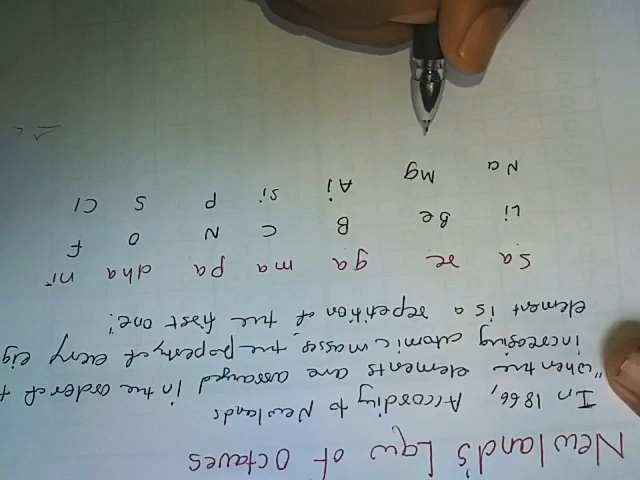 Newland's Law of Octaves
In 1866, According to Newlands
"when the elements are arranged in the order of
increasing atomic masses the property of every eig
element is a repetition of the first one".
Sa re ga ma pa dha ni
Li Be B C N O F
Na Mg Al Si P S Cl